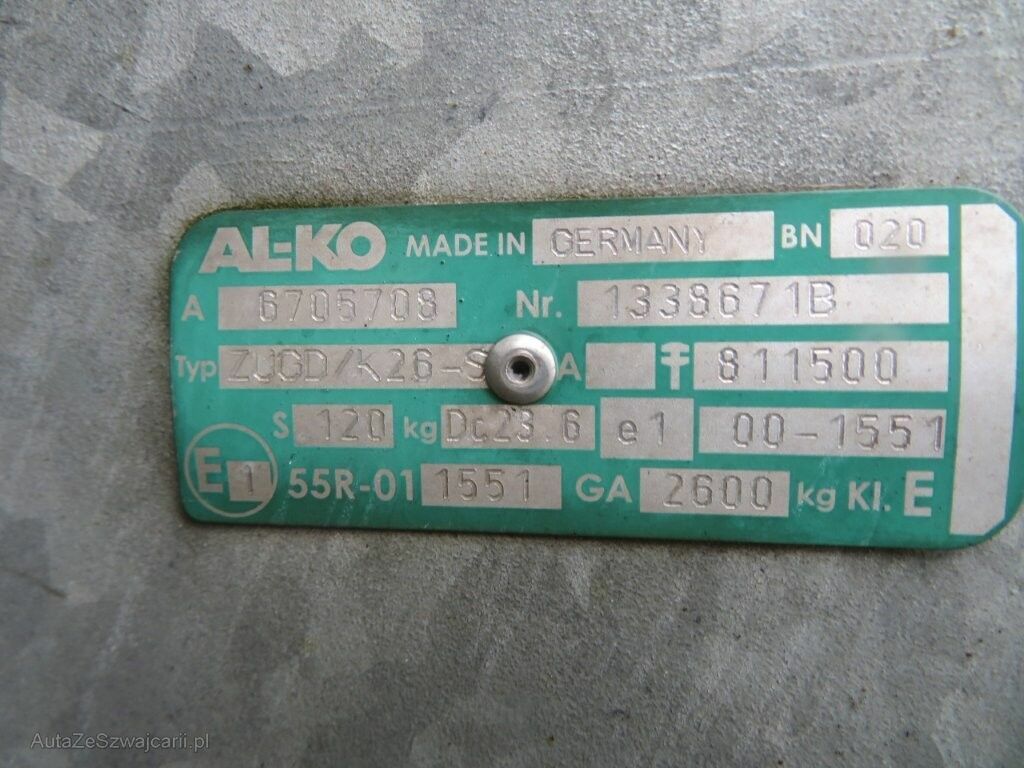 AL-KO MADE IN GERMANY BN 020
A 6705708 Nr. 1338671B
Typ ZUGD/K26-S A 811500
S 120 kg Dc23.6 e1 00-1551
E 1 55R-01 1551 GA 2600 kg Kl. E
AutaZeSzwajcarii.pl